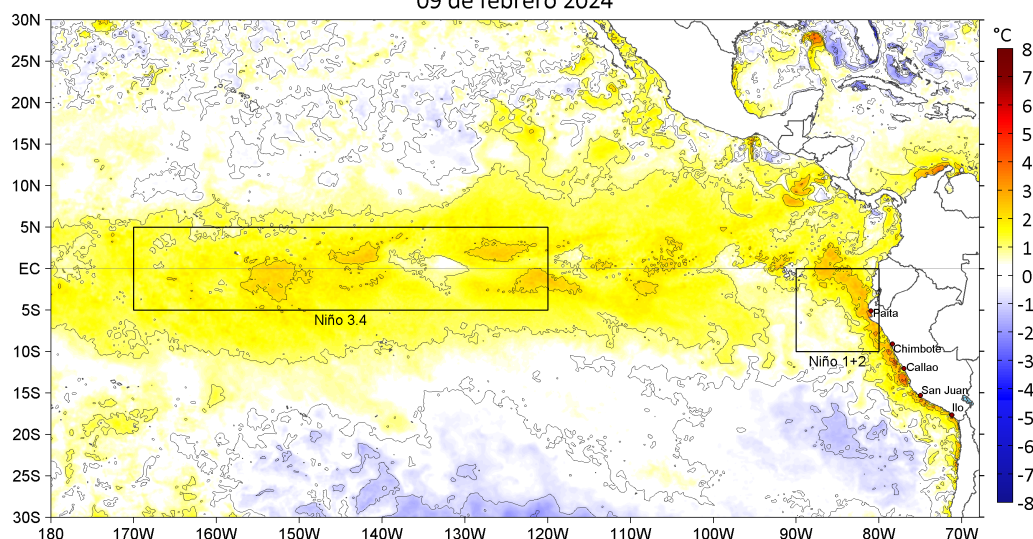 09 de febrero 2024
°C
30N
25N
20N
15N
10N
5N
EC
5S
10S
15S
20S
25S
30S
180
170W
160W
150W
140W
130W
120W
110W
100W
90W
80W
70W
Niño 3.4
Niño 1+2
Paita
Chimbote
Callao
San Juan
Ilo
8
7
6
5
4
3
2
1
0
-1
-2
-3
-4
-5
-6
-7
-8